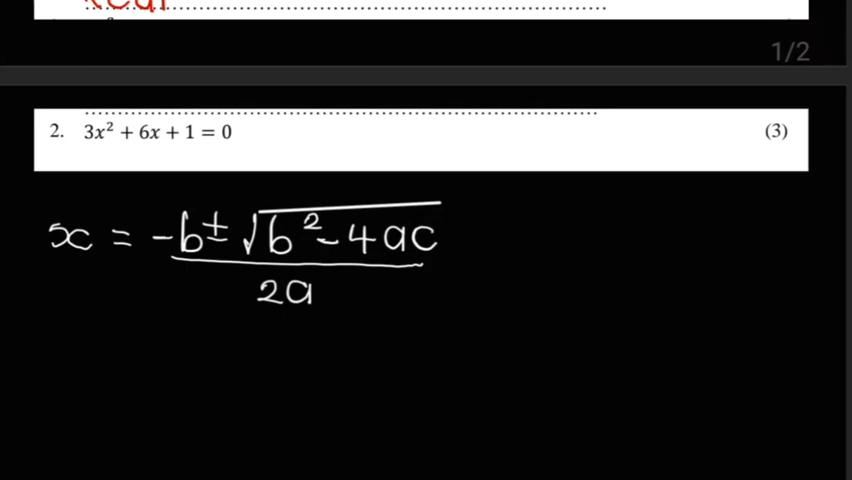 1/2
2. 3x² + 6x + 1 = 0 (3)
x = -b ± √b² - 4ac
2a